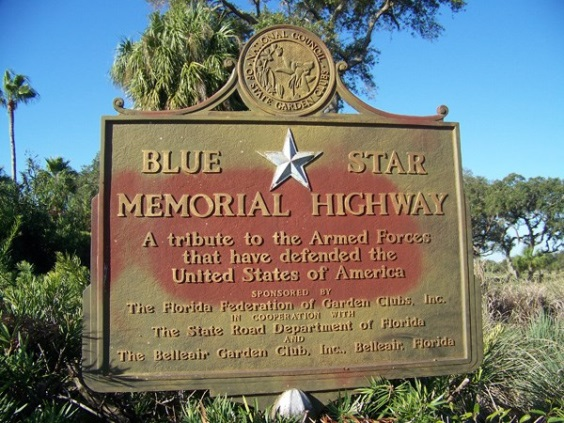 NATIONAL COUNCIL
OF STATE GARDEN CLUBS
BLUE STAR
MEMORIAL HIGHWAY
A tribute to the Armed Forces
that have defended the
United States of America
SPONSORED BY
The Florida Federation of Garden Clubs, Inc.
IN COOPERATION WITH
The State Road Department of Florida
AND
The Belleair Garden Club, Inc., Belleair, Florida